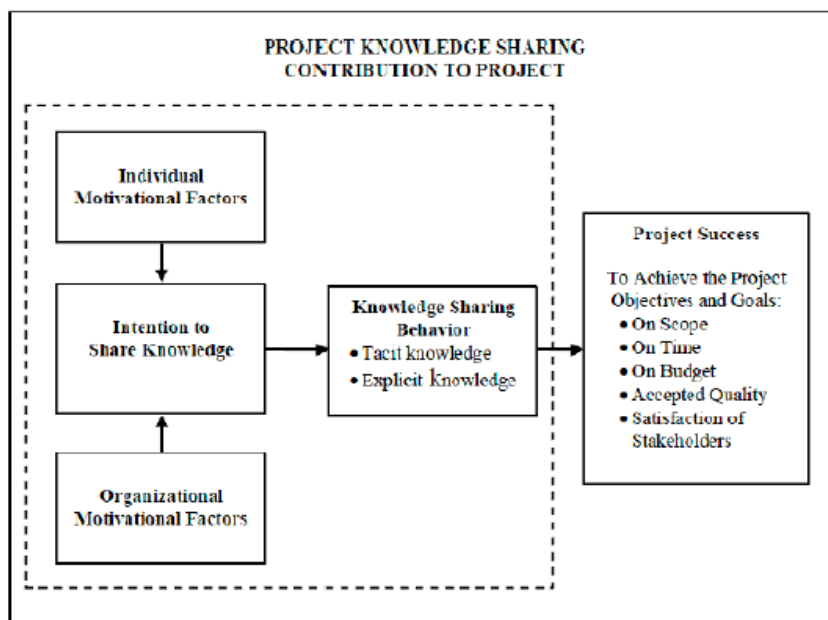 PROJECT KNOWLEDGE SHARING
CONTRIBUTION TO PROJECT
Individual
Motivational Factors
Intention to
Share Knowledge
Organizational
Motivational Factors
Knowledge Sharing
Behavior
• Tacit knowledge
• Explicit knowledge
Project Success
To Achieve the Project
Objectives and Goals:
• On Scope
• On Time
• On Budget
• Accepted Quality
• Satisfaction of
Stakeholders